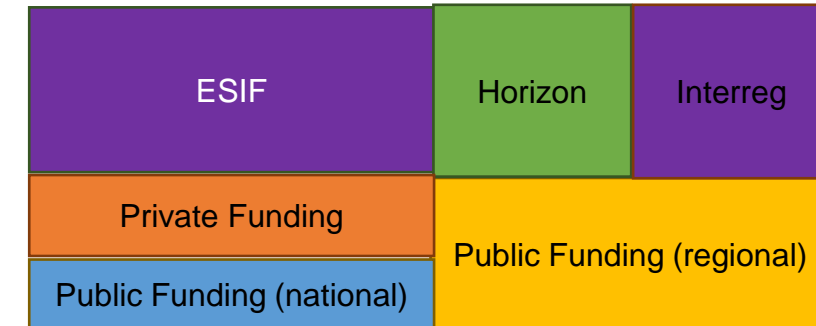 ESIF
Horizon
Interreg
Private Funding
Public Funding (regional)
Public Funding (national)